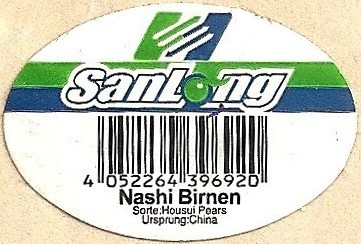 SanLong
4 052264 396920
Nashi Birnen
Sorte:Housui Pears
Ursprung:China